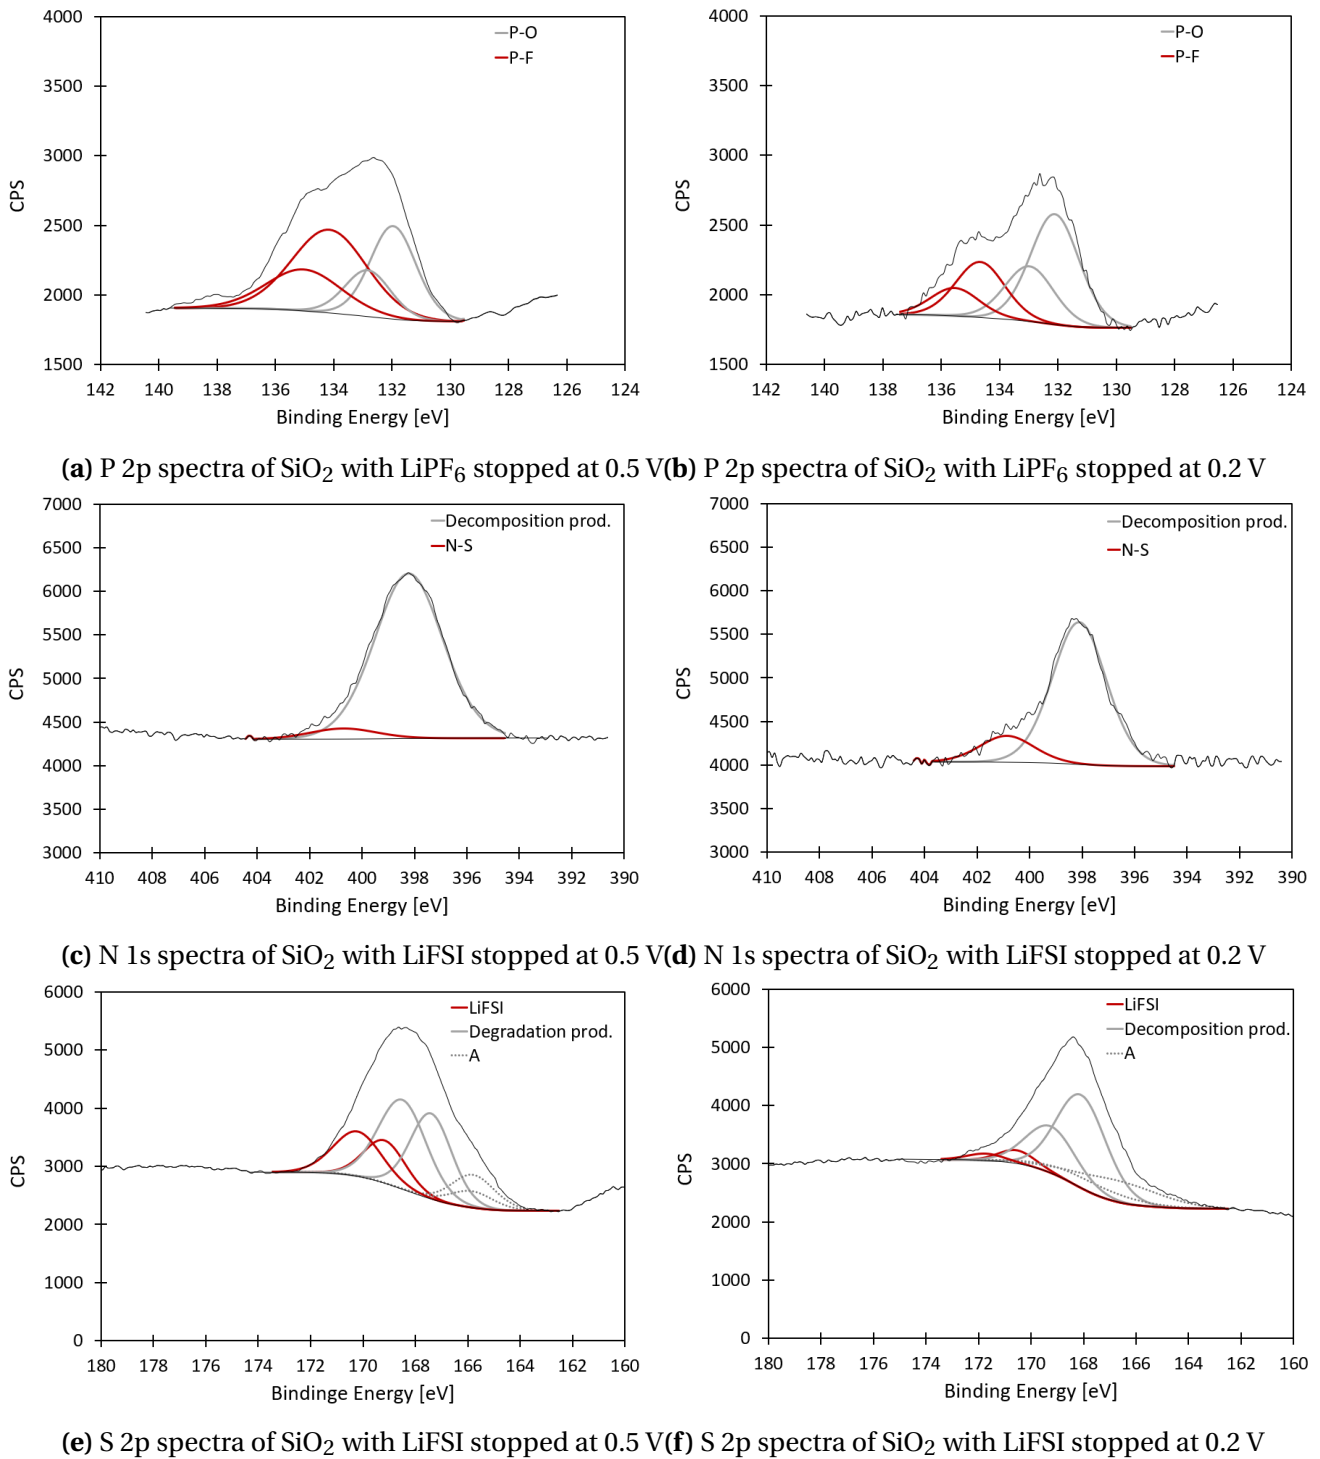 4000
3500
3000
2500
2000
1500
CPS
P-O
P-F
142 140 138 136 134 132 130 128 126 124
Binding Energy [eV]
4000
3500
3000
2500
2000
1500
CPS
P-O
P-F
142 140 138 136 134 132 130 128 126 124
Binding Energy [eV]
(a) P 2p spectra of SiO2 with LiPF6 stopped at 0.5 V
(b) P 2p spectra of SiO2 with LiPF6 stopped at 0.2 V
7000
6500
6000
5500
5000
4500
4000
3500
3000
CPS
Decomposition prod.
N-S
410 408 406 404 402 400 398 396 394 392 390
Binding Energy [eV]
7000
6500
6000
5500
5000
4500
4000
3500
3000
CPS
Decomposition prod.
N-S
410 408 406 404 402 400 398 396 394 392 390
Binding Energy [eV]
(c) N 1s spectra of SiO2 with LiFSI stopped at 0.5 V
(d) N 1s spectra of SiO2 with LiFSI stopped at 0.2 V
6000
5000
4000
3000
2000
1000
0
CPS
LiFSI
Degradation prod.
A
180 178 176 174 172 170 168 166 164 162 160
Bindinge Energy [eV]
6000
5000
4000
3000
2000
1000
0
CPS
LiFSI
Decomposition prod.
A
180 178 176 174 172 170 168 166 164 162 160
Binding Energy [eV]
(e) S 2p spectra of SiO2 with LiFSI stopped at 0.5 V
(f) S 2p spectra of SiO2 with LiFSI stopped at 0.2 V